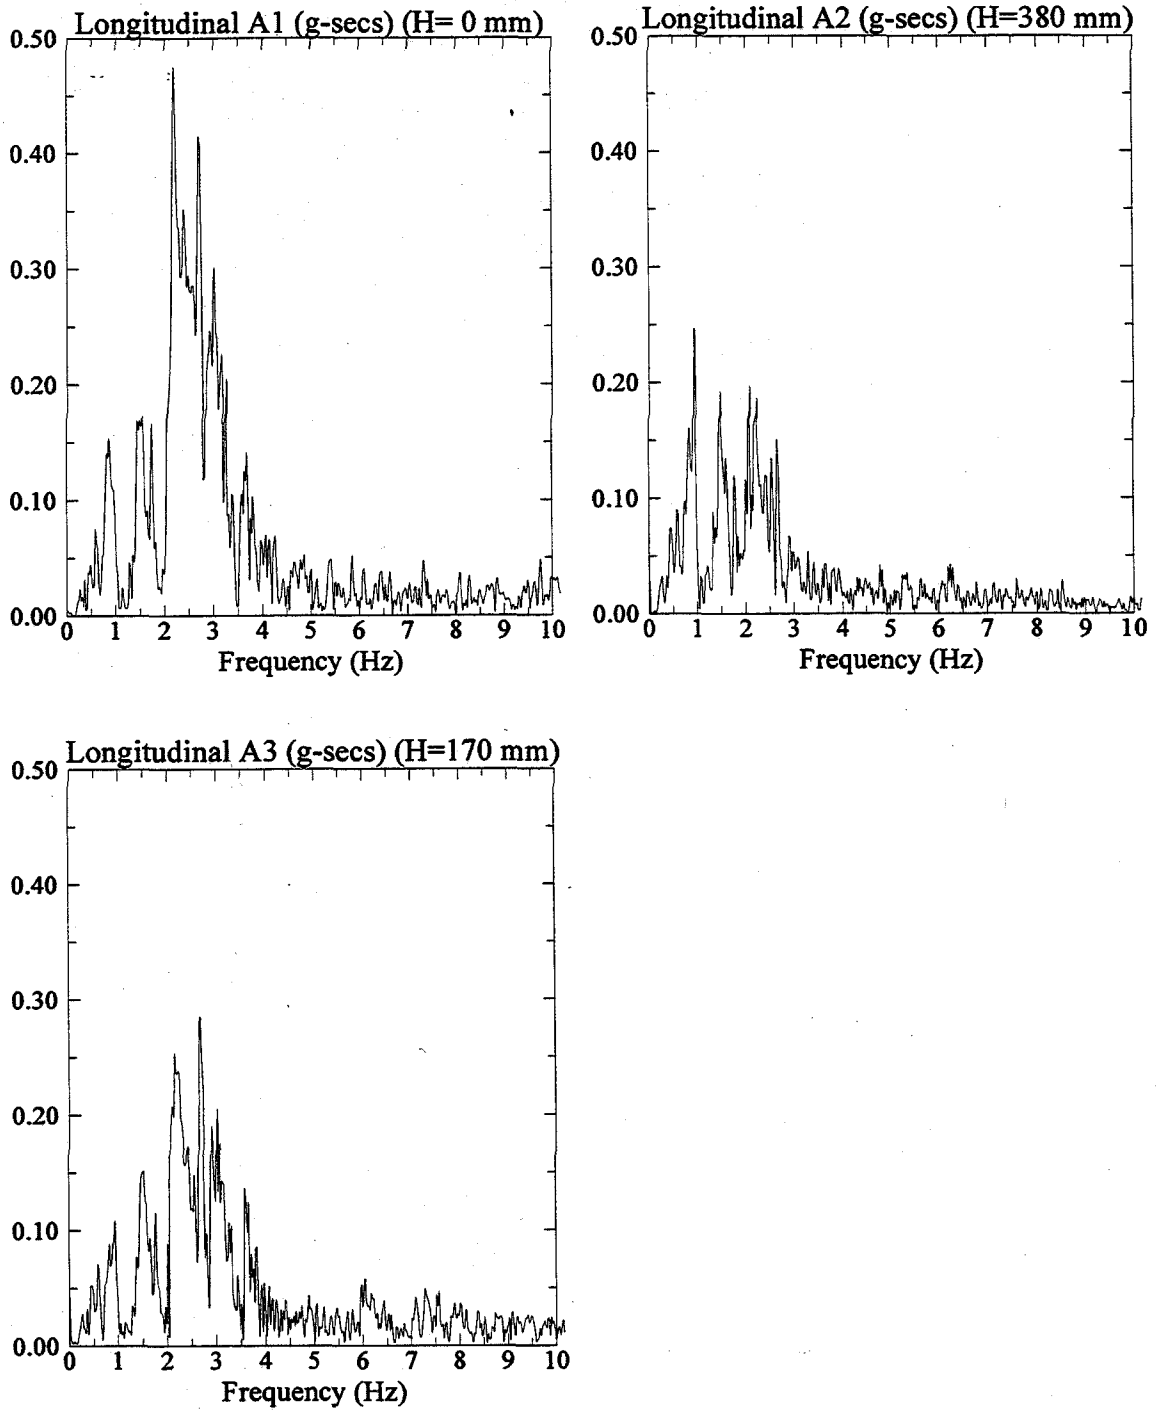 Longitudinal A1 (g-secs) (H= 0 mm)
0.50
0.40
0.30
0.20
0.10
0.00
0 1 2 3 4 5 6 7 8 9 10
Frequency (Hz)
Longitudinal A2 (g-secs) (H=380 mm)
0.50
0.40
0.30
0.20
0.10
0.00
0 1 2 3 4 5 6 7 8 9 10
Frequency (Hz)
Longitudinal A3 (g-secs) (H=170 mm)
0.50
0.40
0.30
0.20
0.10
0.00
0 1 2 3 4 5 6 7 8 9 10
Frequency (Hz)